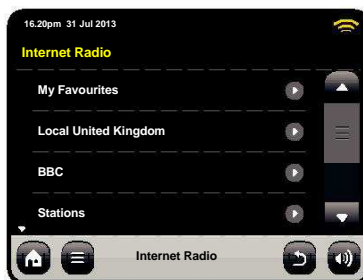 16.20pm 31 Jul 2013
Internet Radio
My Favourites
Local United Kingdom
BBC
Stations
Internet Radio